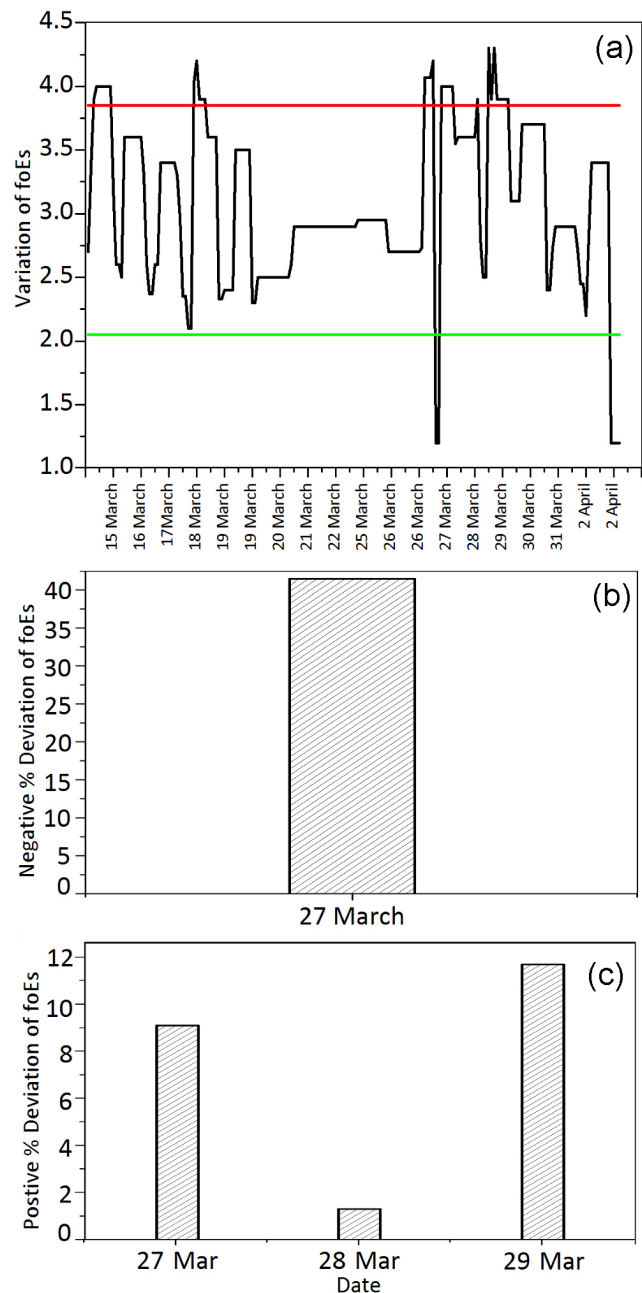 (a)
Variation of foEs
4.5
4.0
3.5
3.0
2.5
2.0
1.5
1.0
15 March
16 March
17March
18 March
19 March
19 March
20 March
21 March
22 March
25 March
26 March
26 March
27 March
28 March
29 March
30 March
31 March
2 April
2 April
(b)
Negative % Deviation of foEs
40
35
30
25
20
15
10
5
0
27 March
(c)
Postive % Deviation of foEs
12
10
8
6
4
2
0
27 Mar
28 Mar
29 Mar
Date